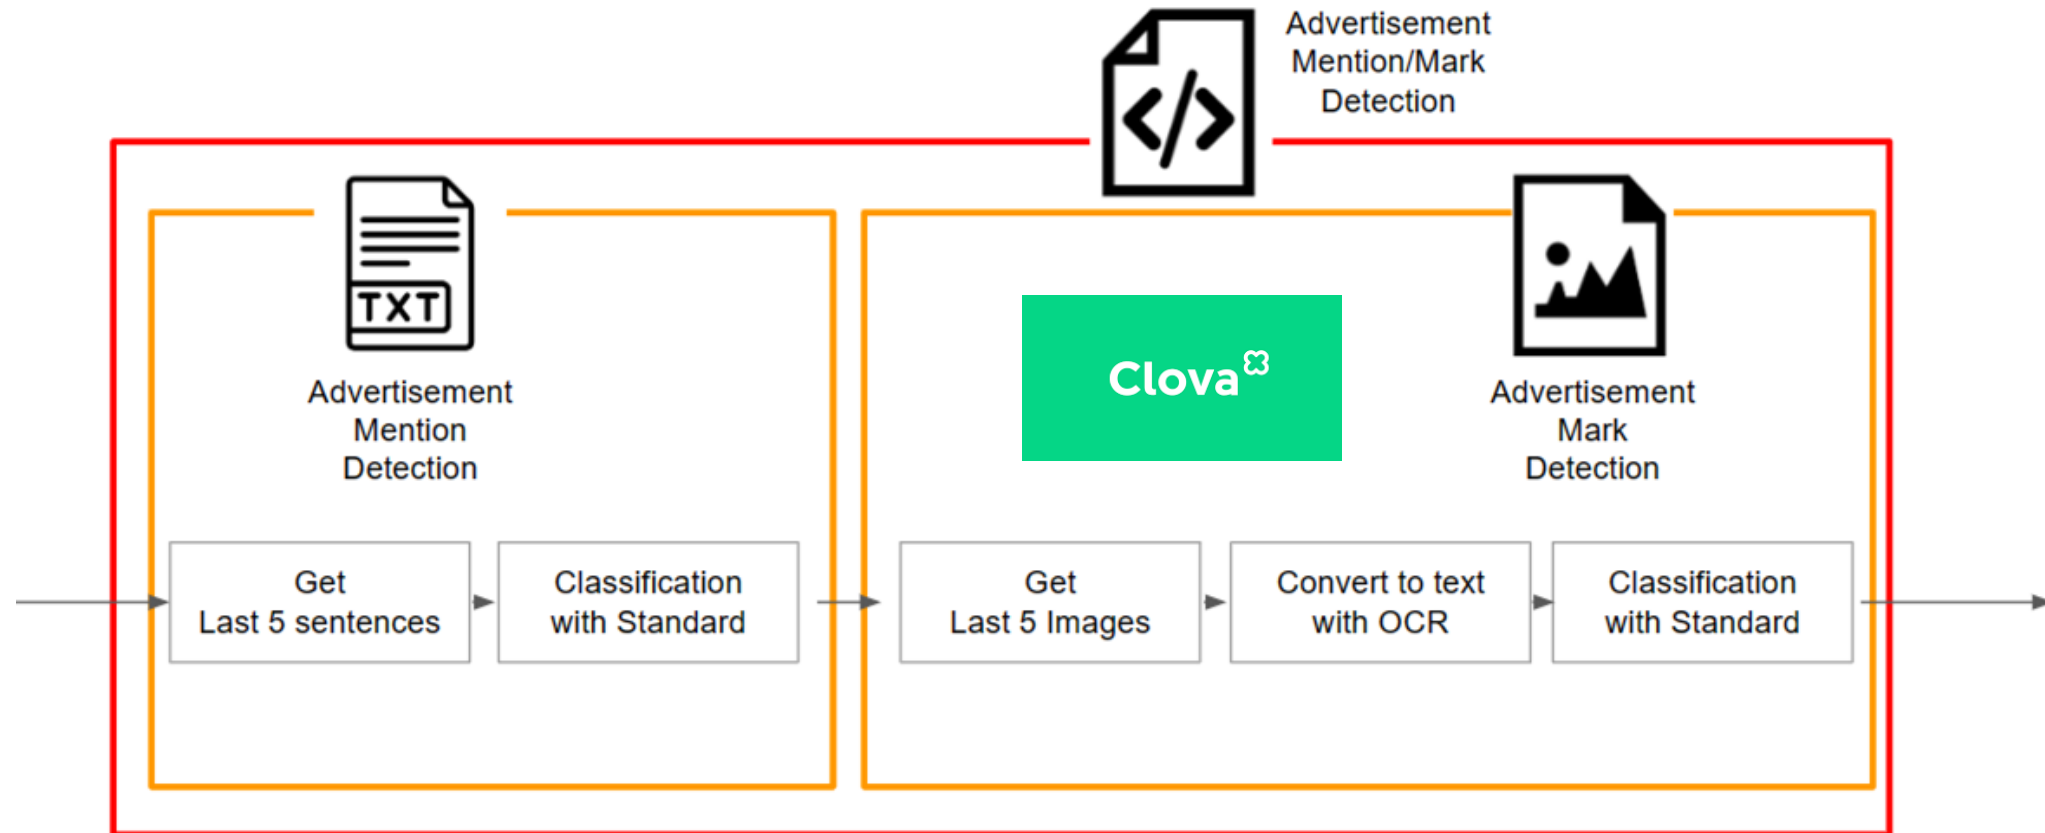 Advertisement
Mention/Mark
Detection
TXT
Advertisement
Mention
Detection
Clova
Advertisement
Mark
Detection
Get
Last 5 sentences
Classification
with Standard
Get
Last 5 Images
Convert to text
with OCR
Classification
with Standard